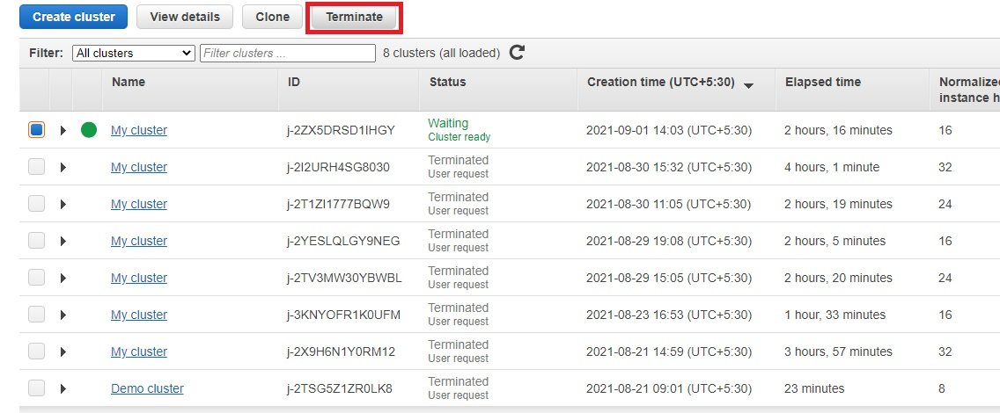 Create cluster View details Clone Terminate
Filter: All clusters Filter clusters ... 8 clusters (all loaded)
Name ID Status Creation time (UTC+5:30) Elapsed time Normalized
instance h
My cluster j-2ZX5DRSD1IHGY Waiting 2021-09-01 14:03 (UTC+5:30) 2 hours, 16 minutes 16
Cluster ready
My cluster j-2I2URH4SG8030 Terminated 2021-08-30 15:32 (UTC+5:30) 4 hours, 1 minute 32
User request
My cluster j-2T1ZI1777BQW9 Terminated 2021-08-30 11:05 (UTC+5:30) 2 hours, 19 minutes 24
User request
My cluster j-2YESLQLGY9NEG Terminated 2021-08-29 19:08 (UTC+5:30) 2 hours, 5 minutes 16
User request
My cluster j-2TV3MW30YBWBL Terminated 2021-08-29 15:05 (UTC+5:30) 2 hours, 20 minutes 24
User request
My cluster j-3KNYOFR1K0UFM Terminated 2021-08-23 16:53 (UTC+5:30) 1 hour, 33 minutes 16
User request
My cluster j-2X9H6N1Y0RM12 Terminated 2021-08-21 14:59 (UTC+5:30) 3 hours, 57 minutes 32
User request
Demo cluster j-2TSG5Z1ZR0LK8 Terminated 2021-08-21 09:01 (UTC+5:30) 23 minutes 8
User request